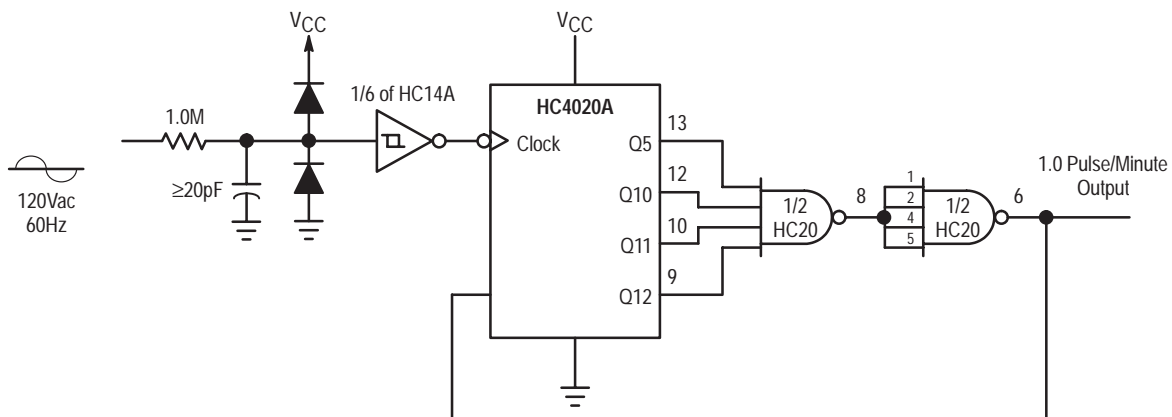 VCC
VCC
1/6 of HC14A
HC4020A
1.0M
Clock
Q5
13
Q10
12
Q11
10
Q12
9
≥20pF
120Vac
60Hz
1/2
HC20
8
1
2
4
5
1/2
HC20
6
1.0 Pulse/Minute
Output